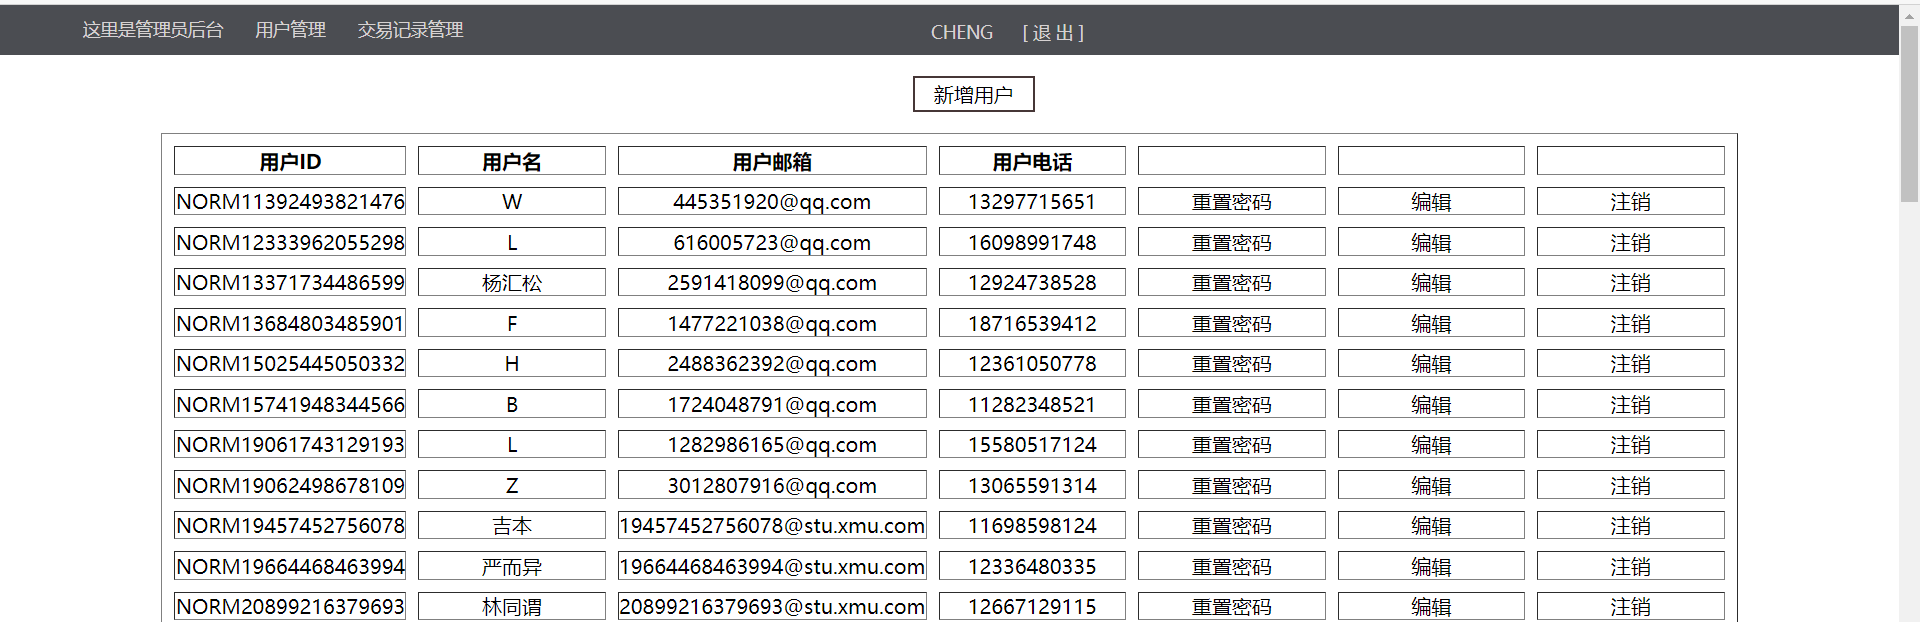 这里是管理员后台 用户管理 交易记录管理 CHENG [ 退 出 ]
新增用户
用户ID 用户名 用户邮箱 用户电话
NORM11392493821476 W 445351920@qq.com 13297715651 重置密码 编辑 注销
NORM12333962055298 L 616005723@qq.com 16098991748 重置密码 编辑 注销
NORM13371734486599 杨汇松 2591418099@qq.com 12924738528 重置密码 编辑 注销
NORM13684803485901 F 1477221038@qq.com 18716539412 重置密码 编辑 注销
NORM15025445050332 H 2488362392@qq.com 12361050778 重置密码 编辑 注销
NORM15741948344566 B 1724048791@qq.com 11282348521 重置密码 编辑 注销
NORM19061743129193 L 1282986165@qq.com 15580517124 重置密码 编辑 注销
NORM19062498678109 Z 3012807916@qq.com 13065591314 重置密码 编辑 注销
NORM19457452756078 吉本 19457452756078@stu.xmu.com 11698598124 重置密码 编辑 注销
NORM19664468463994 严而异 19664468463994@stu.xmu.com 12336480335 重置密码 编辑 注销
NORM20899216379693 林同谓 20899216379693@stu.xmu.com 12667129115 重置密码 编辑 注销